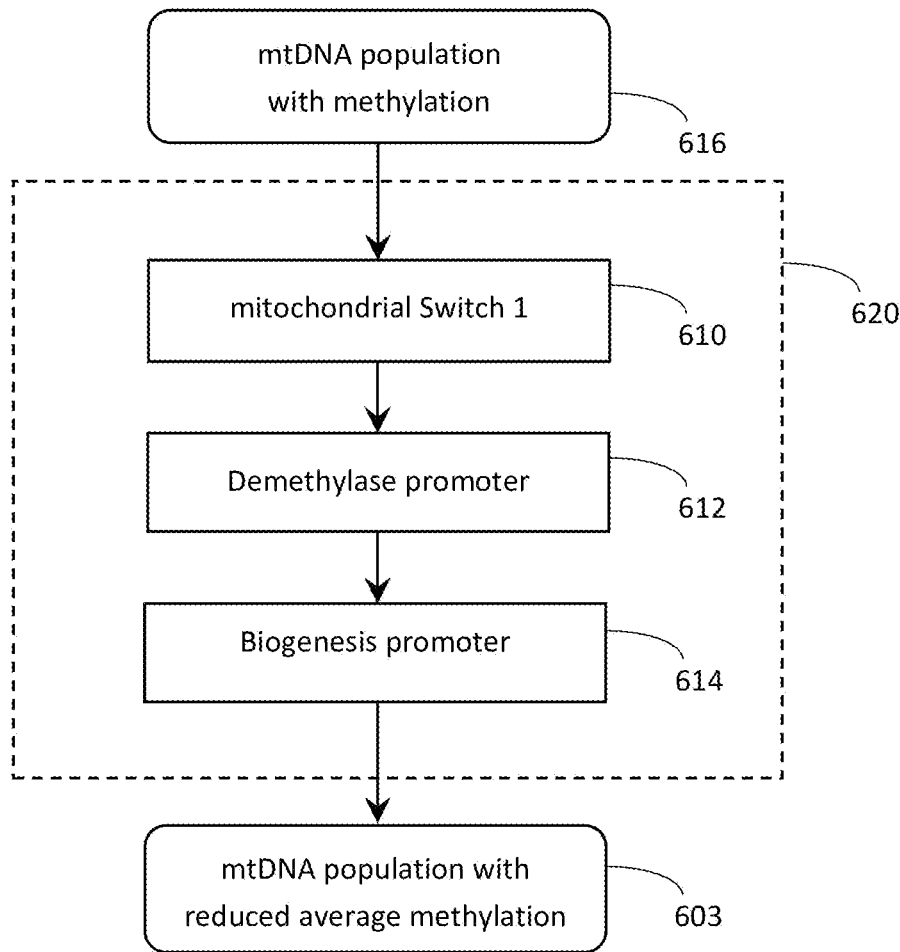 mtDNA population
with methylation
616
mitochondrial Switch 1
610
620
Demethylase promoter
612
Biogenesis promoter
614
mtDNA population with
reduced average methylation
603